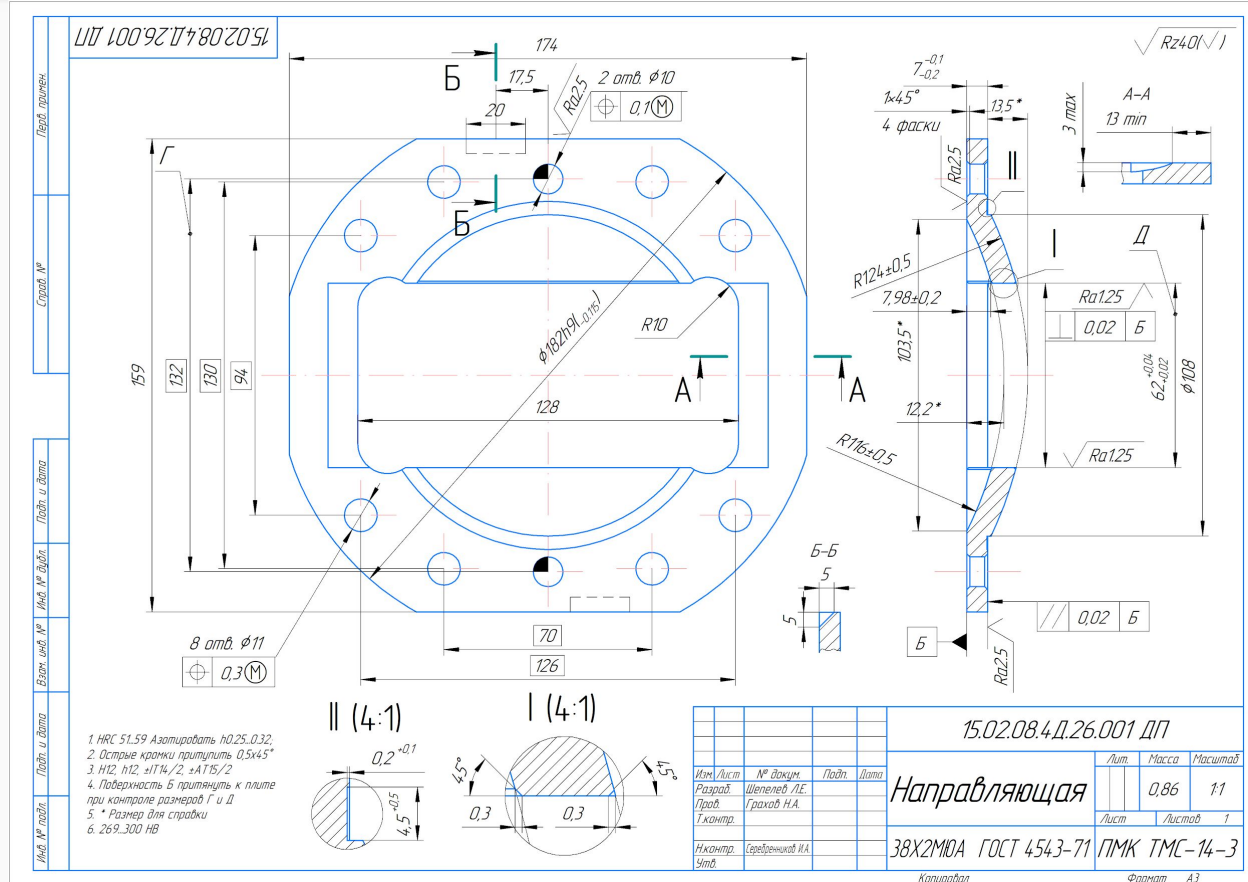 15.02.08.4Д.26.001 ДП
Перв. примен.
Справ. №
Подп. и дата
Инв. № дубл.
Взам. инв. №
Подп. и дата
Инв. № подл.
174
Б
17,5
Ra2.5
2 отв. ϕ10
0,1 Ⓜ
20
Г
Б
159
132
130
94
ϕ182h9(-0.115)
R10
А
А
128
8 отв. ϕ11
0,3 Ⓜ
70
126
√Rz40(√)
7 -0,1 -0,2
1×45°
4 фаски
13,5*
Ra2.5
II
А-А
13 min
3 max
Д
I
R124±0,5
7,98±0,2
103,5*
12,2*
R116±0,5
Ra1.25
⊥ 0,02 Б
62 +0,04 +0,02
ϕ108
Ra1.25
Б-Б
5
5
Б
// 0,02 Б
Ra2.5
1. HRC 51..59 Азотировать h0.25..0.32;
2. Острые кромки притупить 0,5х45°
3. H12, h12, ±IT14/2, ±AT15/2
4. Поверхность Б притянуть к плите
при контроле размеров Г и Д
5. * Размер для справки
6. 269..300 НВ
II (4:1)
0,2 +0,1
4,5 +0,5
I (4:1)
45°
45°
0,3
0,3
15.02.08.4Д.26.001 ДП
Изм. Лист № докум. Подп. Дата
Разраб. Шепелев Л.Е.
Пров. Грахов Н.А.
Т.контр.
Н.контр. Серебренников И.А.
Утв.
Направляющая
Лит. Масса Масштаб
0,86 1:1
Лист Листов 1
38Х2МЮА ГОСТ 4543-71
ПМК ТМС-14-3
Копировал Формат А3